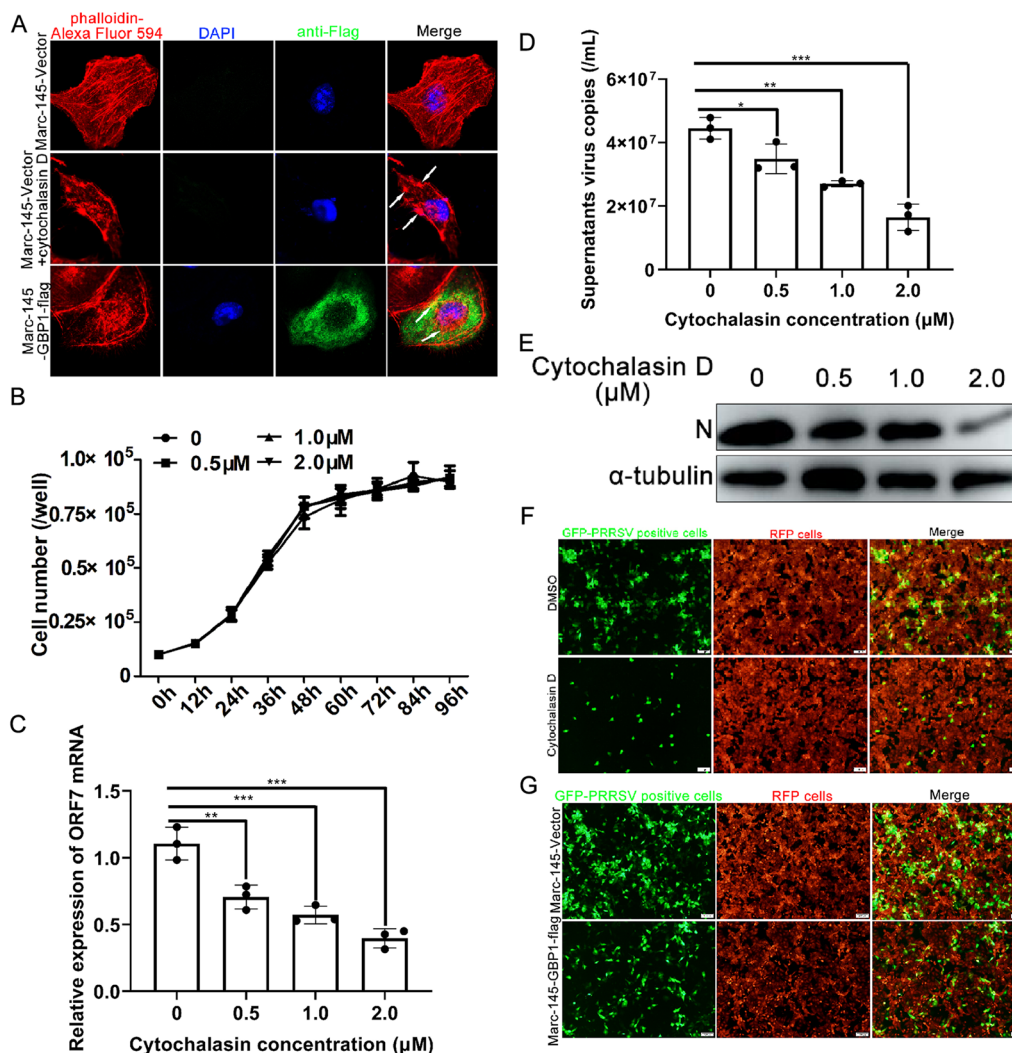 A
phalloidin-
Alexa Fluor 594
DAPI
anti-Flag
Merge
Marc-145-Vector
Marc-145-Vector
+cytochalasin D
Marc-145
-GBP1-flag
B
0
0.5μM
1.0μM
2.0μM
Cell number (/well)
1.0× 10⁵
0.75× 10⁵
0.5× 10⁵
0.25× 10⁵
0
0h 12h 24h 36h 48h 60h 72h 84h 96h
C
Relative expression of ORF7 mRNA
1.5
1.0
0.5
0.0
***
***
**
0 0.5 1.0 2.0
Cytochalasin concentration (μM)
D
Supernatants virus copies (/mL)
6×10⁷
4×10⁷
2×10⁷
0
***
**
*
0 0.5 1.0 2.0
Cytochalasin concentration (μM)
E
Cytochalasin D
(μM)
0 0.5 1.0 2.0
N
α-tubulin
F
GFP-PRRSV positive cells
RFP cells
Merge
DMSO
Cytochalasin D
G
GFP-PRRSV positive cells
RFP cells
Merge
Marc-145-Vector
Marc-145-GBP1-flag